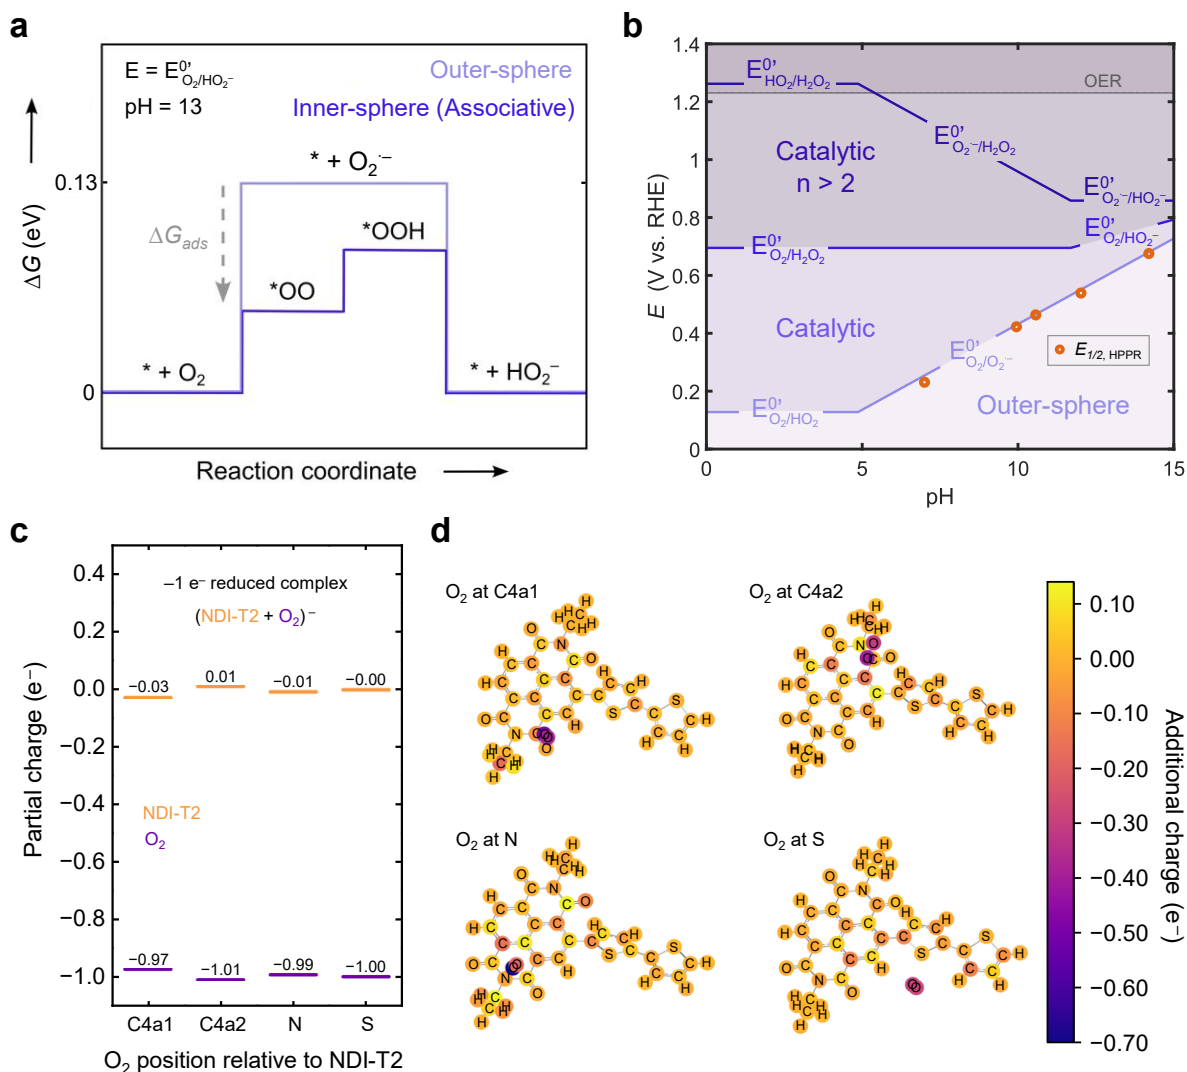 a
E = E0'O2/HO2−
pH = 13
Outer-sphere
Inner-sphere (Associative)
* + O2·−
0.13
ΔGads
*OOH
*OO
* + O2
* + HO2−
0
ΔG (eV)
Reaction coordinate
b
1.4
1.2
1
0.8
0.6
0.4
0.2
0
E (V vs. RHE)
E0'HO2/H2O2
OER
E0'O2·−/H2O2
Catalytic
n > 2
E0'O2·−/HO2−
E0'O2/HO2−
E0'O2/H2O2
Catalytic
E0'O2/O2·−
E1/2, HPPR
E0'O2/HO2
Outer-sphere
0
5
10
15
pH
c
0.4
0.2
0.0
−0.2
−0.4
−0.6
−0.8
−1.0
Partial charge (e−)
−1 e− reduced complex
(NDI-T2 + O2)−
−0.03
0.01
−0.01
−0.00
NDI-T2
O2
−0.97
−1.01
−0.99
−1.00
C4a1
C4a2
N
S
O2 position relative to NDI-T2
d
O2 at C4a1
O2 at C4a2
O2 at N
O2 at S
0.10
0.00
−0.10
−0.20
−0.30
−0.40
−0.50
−0.60
−0.70
Additional charge (e−)